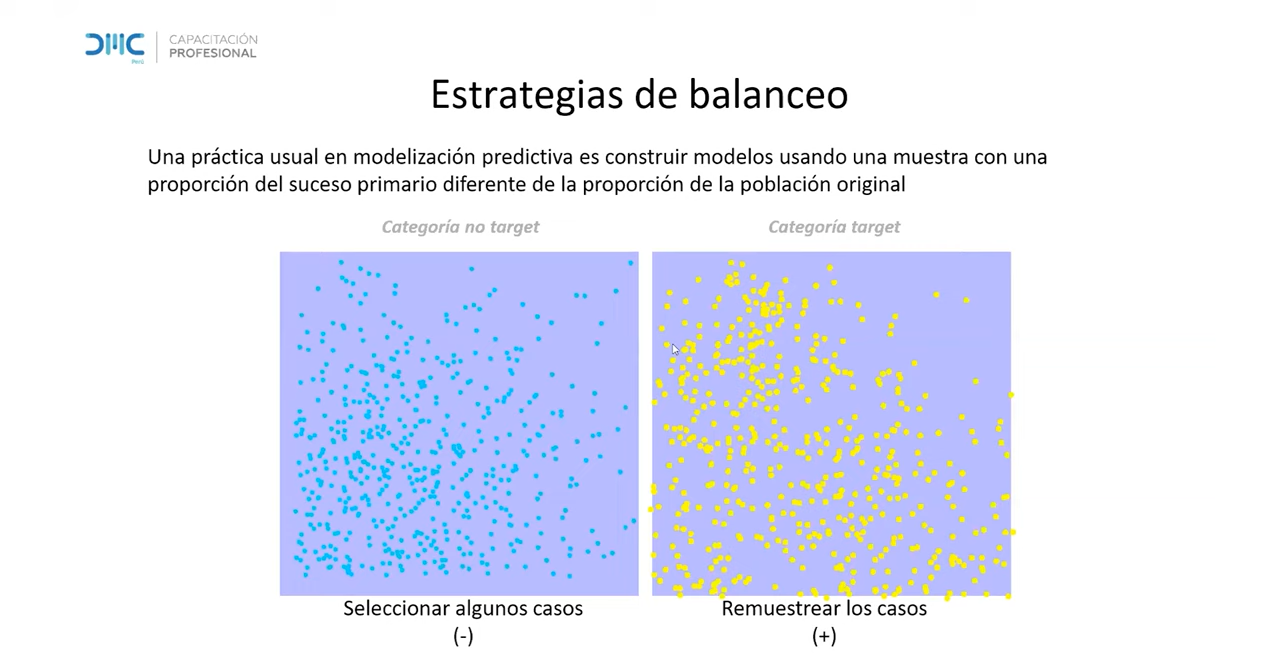 DMC
Perú
CAPACITACIÓN
PROFESIONAL
Estrategias de balanceo
Una práctica usual en modelización predictiva es construir modelos usando una muestra con una
proporción del suceso primario diferente de la proporción de la población original
Categoría no target
Categoría target
Seleccionar algunos casos
(-)
Remuestrear los casos
(+)